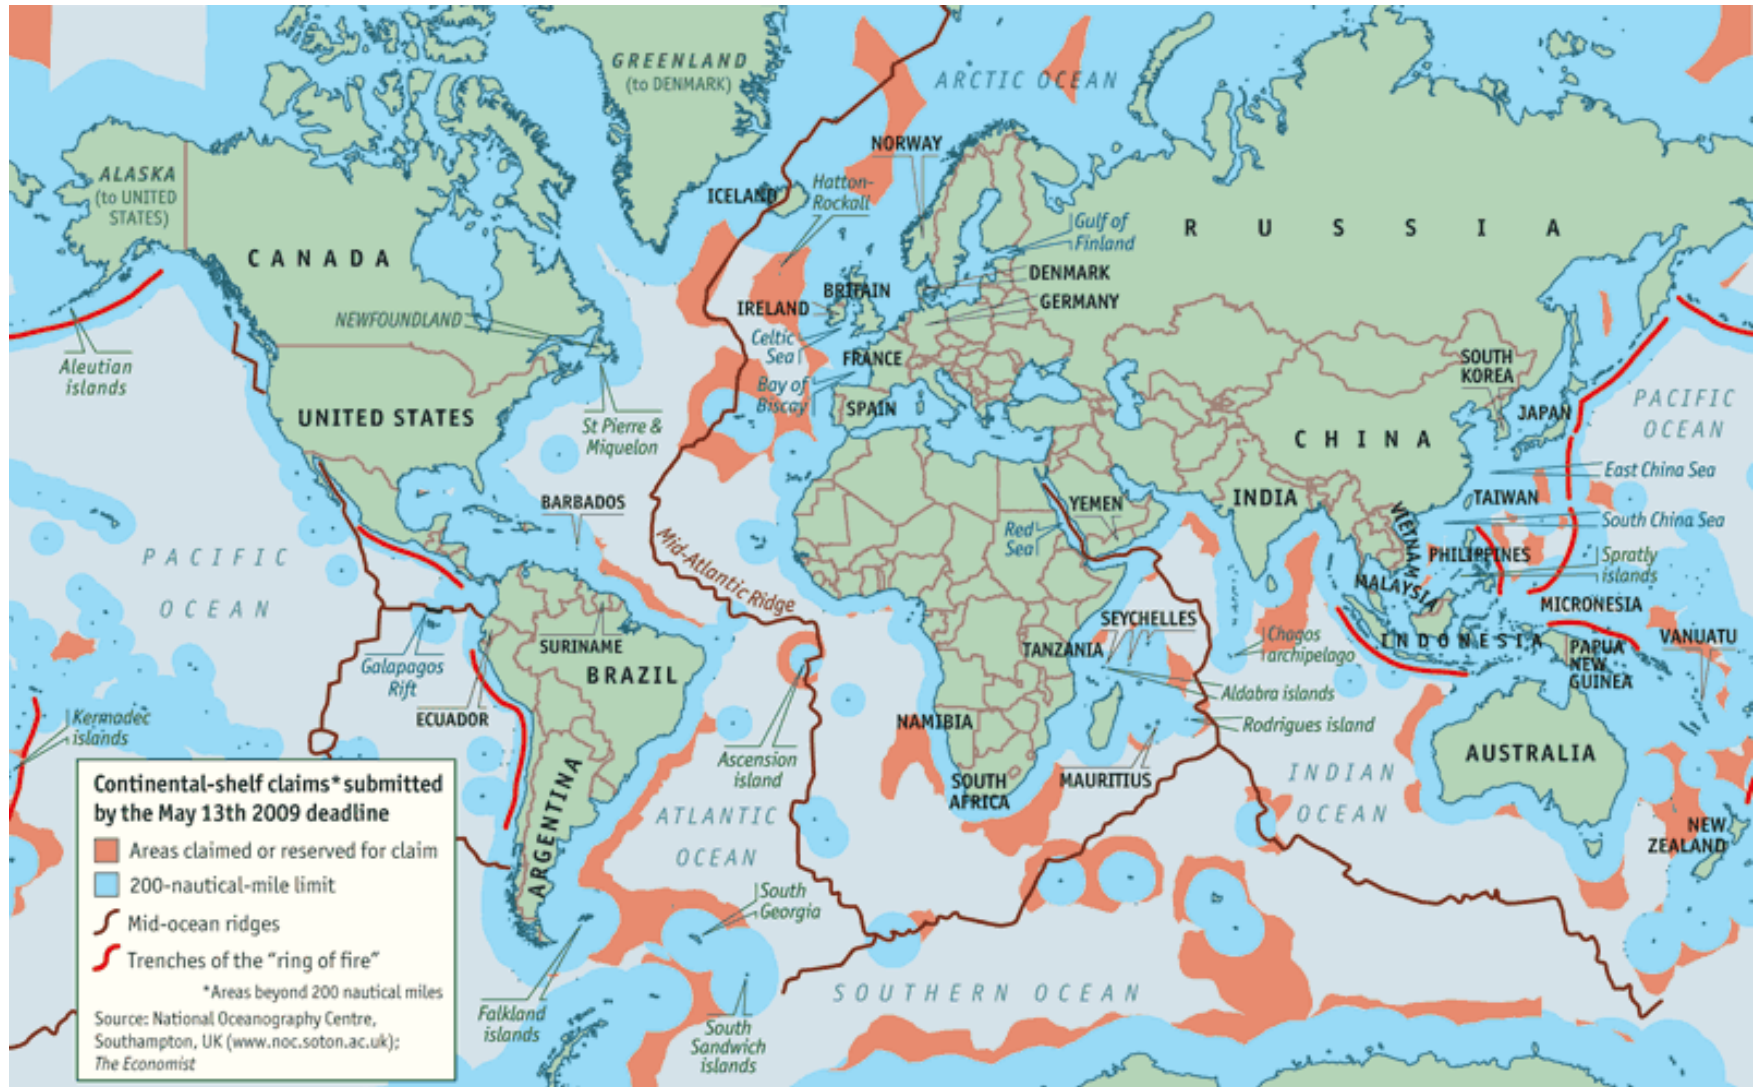 GREENLAND
(to DENMARK)
ARCTIC OCEAN
NORWAY
ALASKA
(to UNITED
STATES)
ICELAND
Hatton-
Rockall
Gulf of
Finland
RUSSIA
CANADA
DENMARK
BRITAIN
GERMANY
IRELAND
NEWFOUNDLAND
Celtic
Sea
FRANCE
SOUTH
KOREA
Aleutian
islands
Bay of
Biscay
SPAIN
JAPAN
PACIFIC
OCEAN
UNITED STATES
St Pierre &
Miquelon
CHINA
East China Sea
BARBADOS
YEMEN
INDIA
TAIWAN
Red
Sea
VIETNAM
South China Sea
PACIFIC
OCEAN
Mid-Atlantic Ridge
PHILIPPINES
Spratly
islands
MALAYSIA
MICRONESIA
SEYCHELLES
SURINAME
TANZANIA
Chagos
archipelago
INDONESIA
VANUATU
Galapagos
Rift
BRAZIL
PAPUA
NEW
GUINEA
ECUADOR
Aldabra islands
NAMIBIA
Rodrigues island
Kermadec
islands
Ascension
island
AUSTRALIA
SOUTH
AFRICA
MAURITIUS
INDIAN
OCEAN
ARGENTINA
ATLANTIC
OCEAN
NEW
ZEALAND
South
Georgia
SOUTHERN OCEAN
Falkland
islands
South
Sandwich
islands
Continental-shelf claims* submitted
by the May 13th 2009 deadline
Areas claimed or reserved for claim
200-nautical-mile limit
Mid-ocean ridges
Trenches of the “ring of fire”
*Areas beyond 200 nautical miles
Source: National Oceanography Centre,
Southampton, UK (www.noc.soton.ac.uk);
The Economist